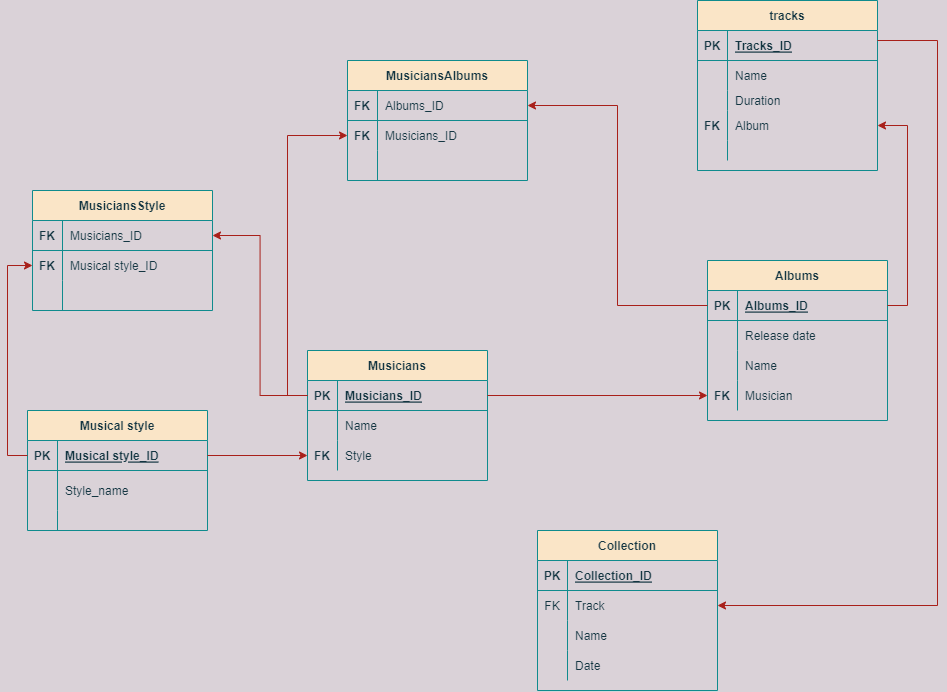 tracks
PK Tracks_ID
Name
Duration
FK Album
MusiciansAlbums
FK Albums_ID
FK Musicians_ID
MusiciansStyle
FK Musicians_ID
FK Musical style_ID
Albums
PK Albums_ID
Release date
Name
FK Musician
Musicians
PK Musicians_ID
Name
FK Style
Musical style
PK Musical style_ID
Style_name
Collection
PK Collection_ID
FK Track
Name
Date